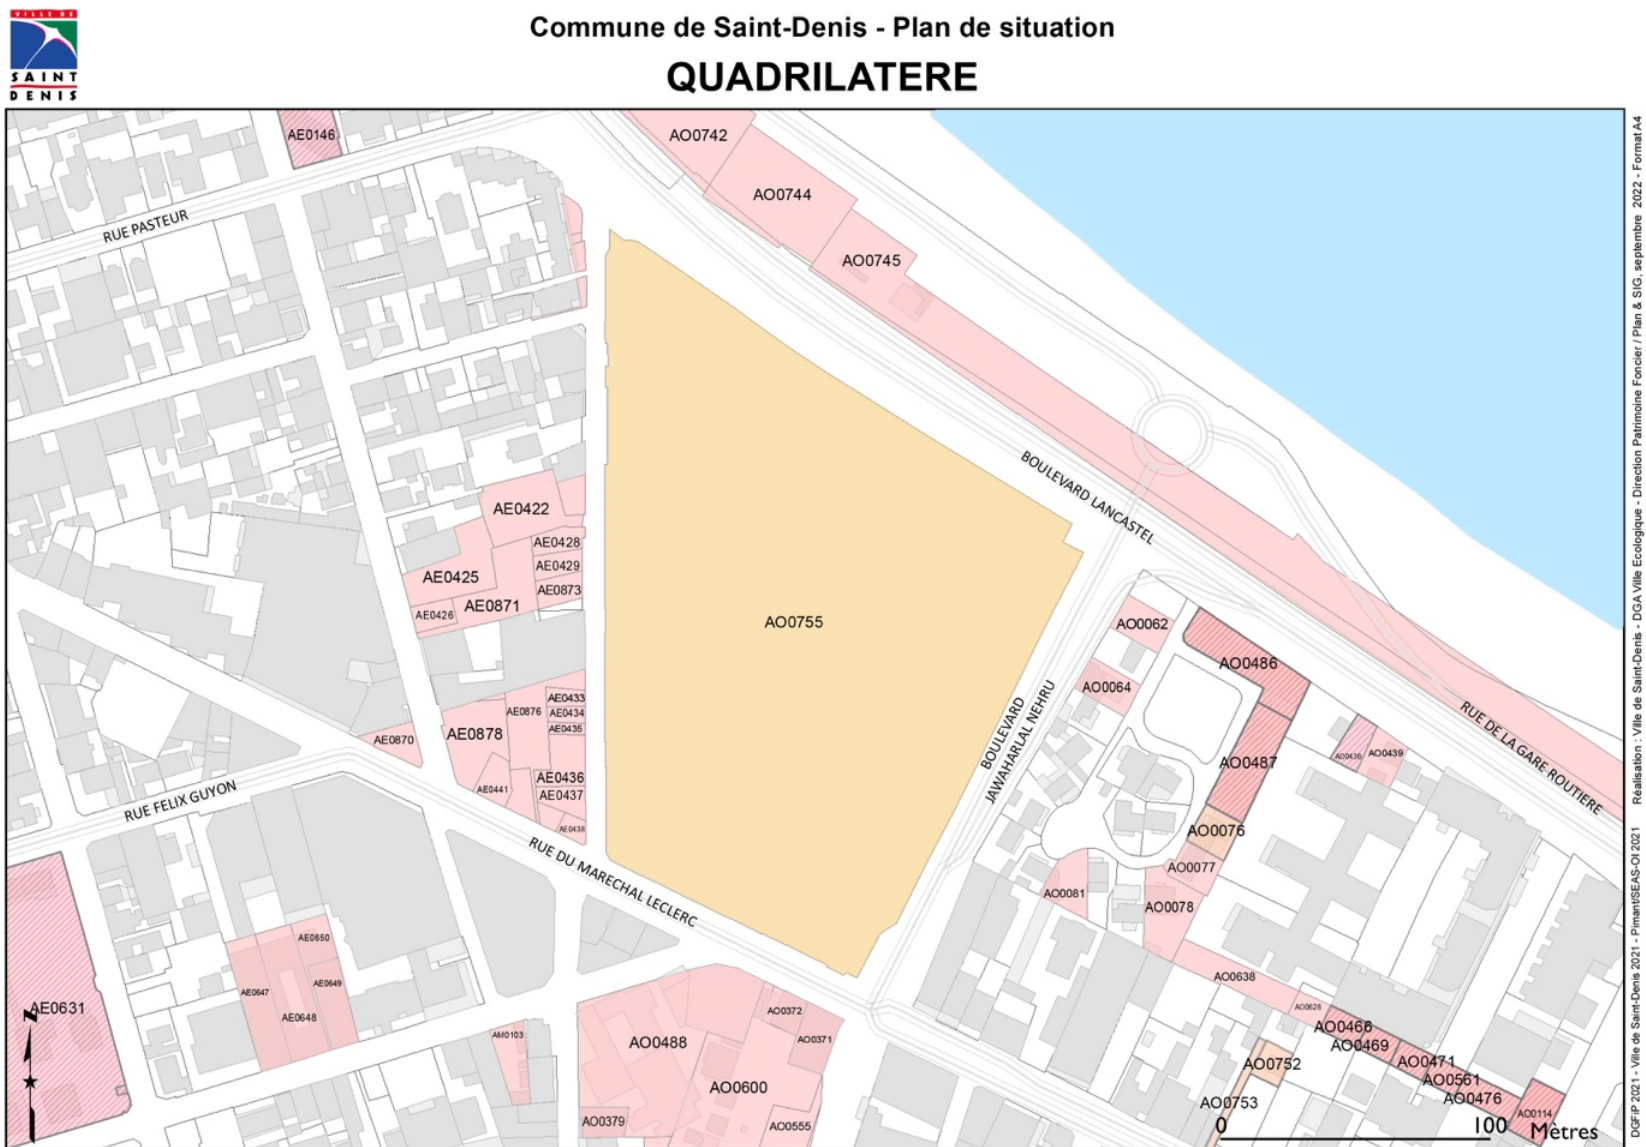 VILLE DE
SAINT
DENIS
Commune de Saint-Denis - Plan de situation
QUADRILATERE
AE0146
AO0742
AO0744
AO0745
RUE PASTEUR
BOULEVARD LANCASTEL
AE0422
AE0428
AE0429
AE0425
AE0873
AE0871
AE0426
AO0755
AO0062
AO0486
AO0064
AE0433
AE0876
AE0434
AE0435
AE0878
AE0870
AE0436
AE0441
AE0437
AE0438
BOULEVARD
JAWAHARLAL NEHRU
AO0487
AO0436
AO0439
RUE DE LA GARE ROUTIERE
RUE FELIX GUYON
RUE DU MARECHAL LECLERC
AO0076
AO0077
AO0081
AO0078
AE0650
AE0647
AE0649
AE0648
AE0631
AO0638
AO0628
AO0372
AM0103
AO0371
AO0488
AO0600
AO0379
AO0555
AO0466
AO0469
AO0471
AO0561
AO0476
AO0114
AO0752
AO0753
Z
0 100 Mètres
DGFiP 2021 - Ville de Saint-Denis 2021 - Pimant/SEAS-OI 2021 Réalisation : Ville de Saint-Denis - DGA Ville Ecologique - Direction Patrimoine Foncier / Plan & SIG, septembre 2022 - Format A4